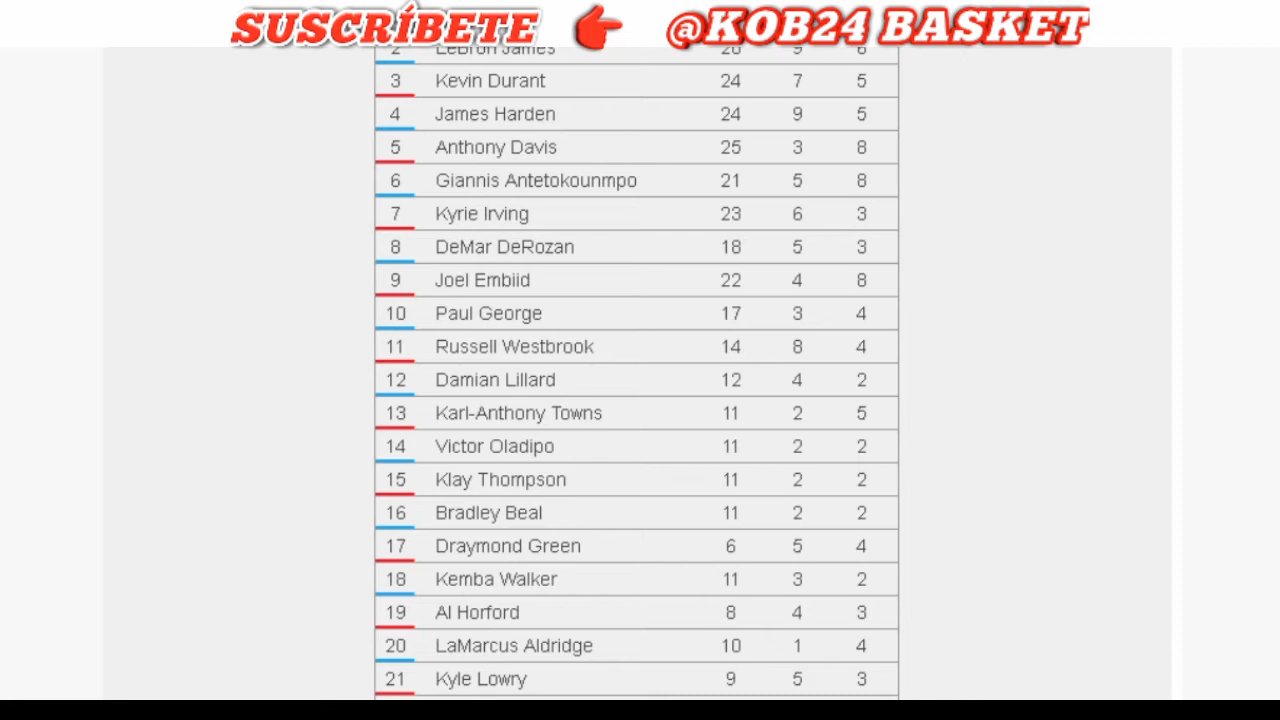 SUSCRÍBETE 👉 @KOB24 BASKET
2 LeBron James 26 9 6
3 Kevin Durant 24 7 5
4 James Harden 24 9 5
5 Anthony Davis 25 3 8
6 Giannis Antetokounmpo 21 5 8
7 Kyrie Irving 23 6 3
8 DeMar DeRozan 18 5 3
9 Joel Embiid 22 4 8
10 Paul George 17 3 4
11 Russell Westbrook 14 8 4
12 Damian Lillard 12 4 2
13 Karl-Anthony Towns 11 2 5
14 Victor Oladipo 11 2 2
15 Klay Thompson 11 2 2
16 Bradley Beal 11 2 2
17 Draymond Green 6 5 4
18 Kemba Walker 11 3 2
19 Al Horford 8 4 3
20 LaMarcus Aldridge 10 1 4
21 Kyle Lowry 9 5 3